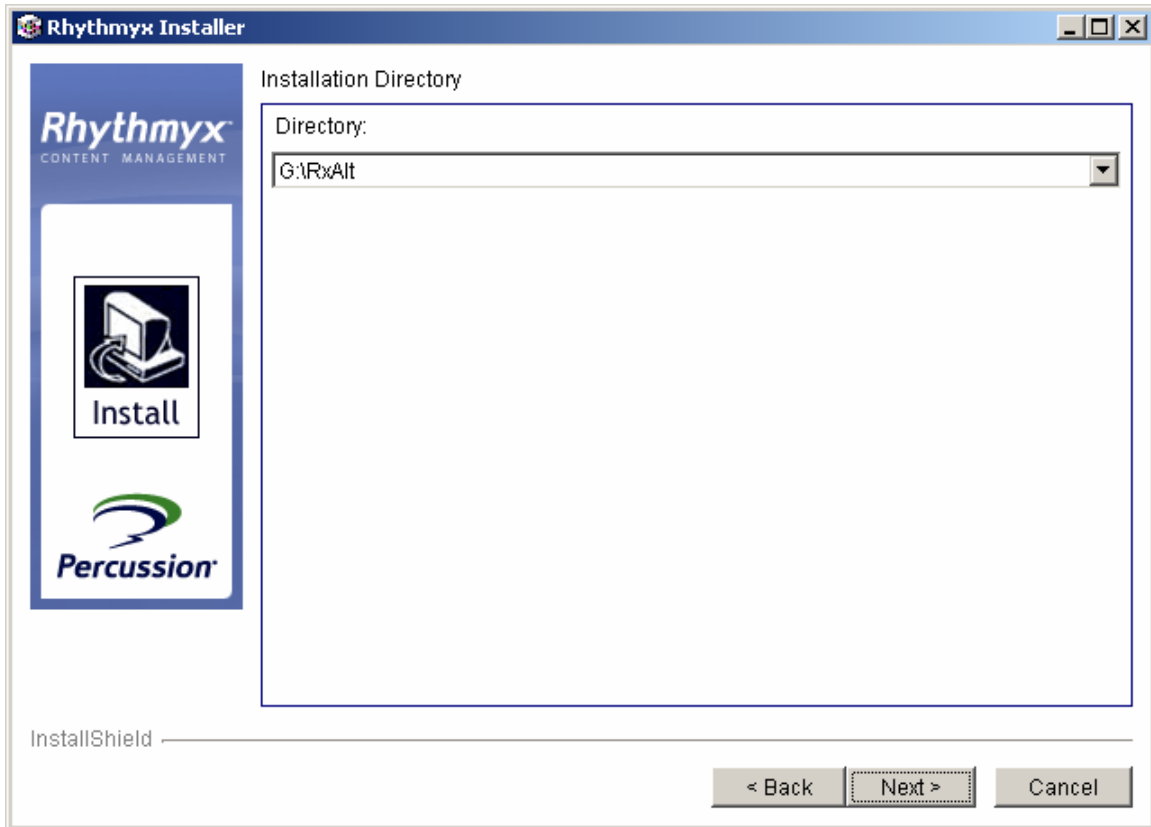 Rhythmyx Installer
Rhythmyx
CONTENT MANAGEMENT
Install
Percussion
Installation Directory
Directory:
G:\RxAlt
InstallShield
< Back
Next >
Cancel